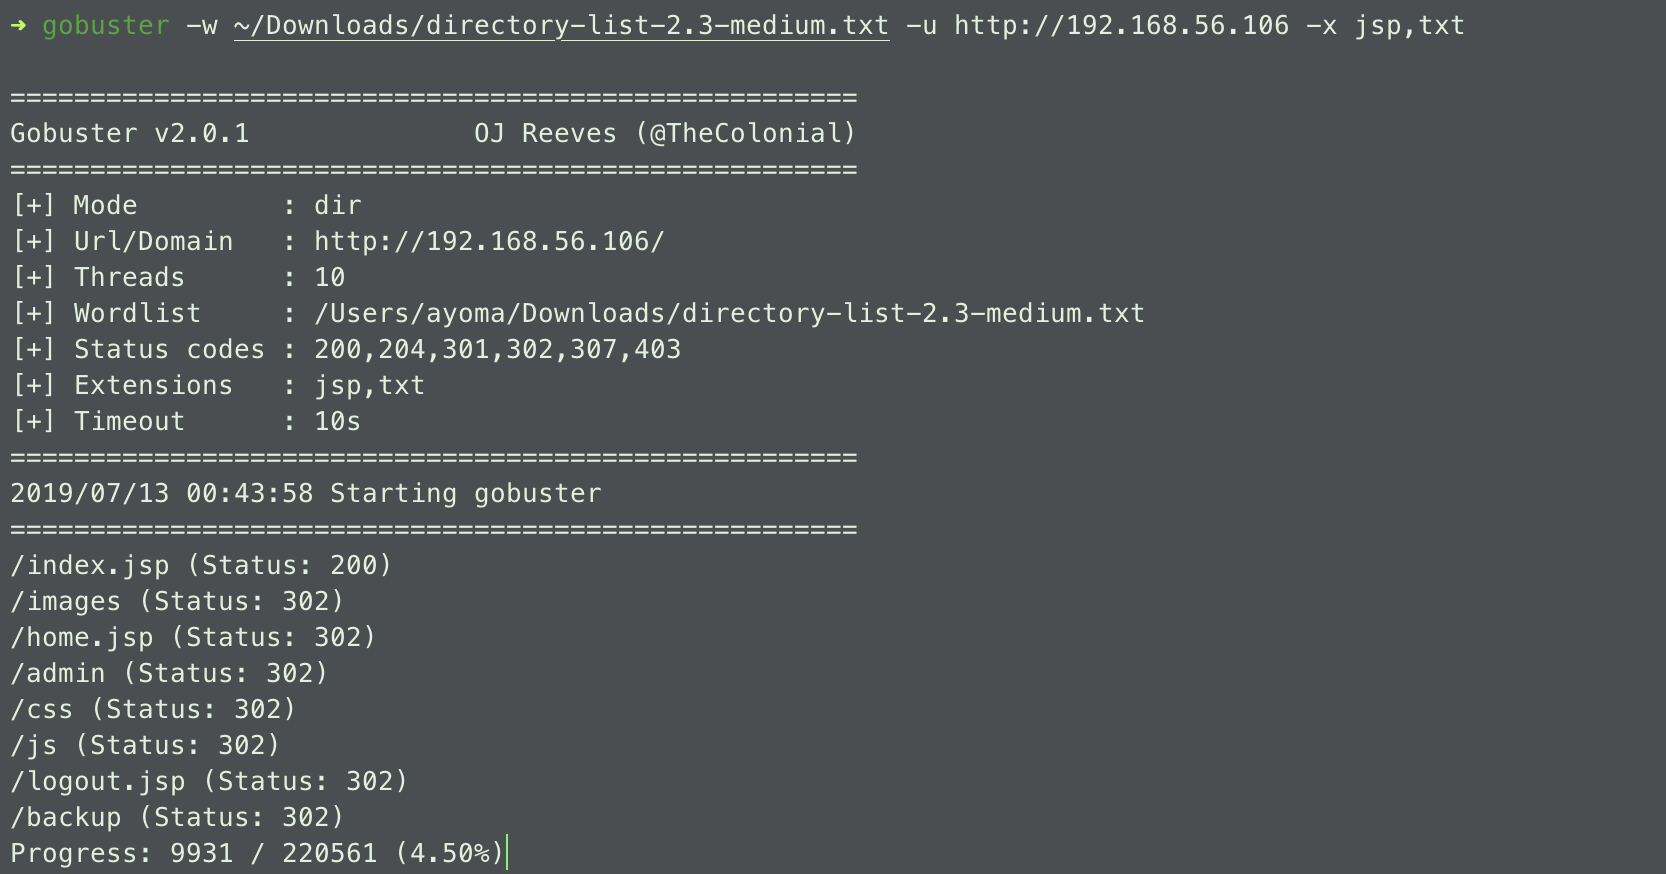 ➜ gobuster -w ~/Downloads/directory-list-2.3-medium.txt -u http://192.168.56.106 -x jsp,txt
=====================================================
Gobuster v2.0.1              OJ Reeves (@TheColonial)
=====================================================
[+] Mode         : dir
[+] Url/Domain   : http://192.168.56.106/
[+] Threads      : 10
[+] Wordlist     : /Users/ayoma/Downloads/directory-list-2.3-medium.txt
[+] Status codes : 200,204,301,302,307,403
[+] Extensions   : jsp,txt
[+] Timeout      : 10s
=====================================================
2019/07/13 00:43:58 Starting gobuster
=====================================================
/index.jsp (Status: 200)
/images (Status: 302)
/home.jsp (Status: 302)
/admin (Status: 302)
/css (Status: 302)
/js (Status: 302)
/logout.jsp (Status: 302)
/backup (Status: 302)
Progress: 9931 / 220561 (4.50%)